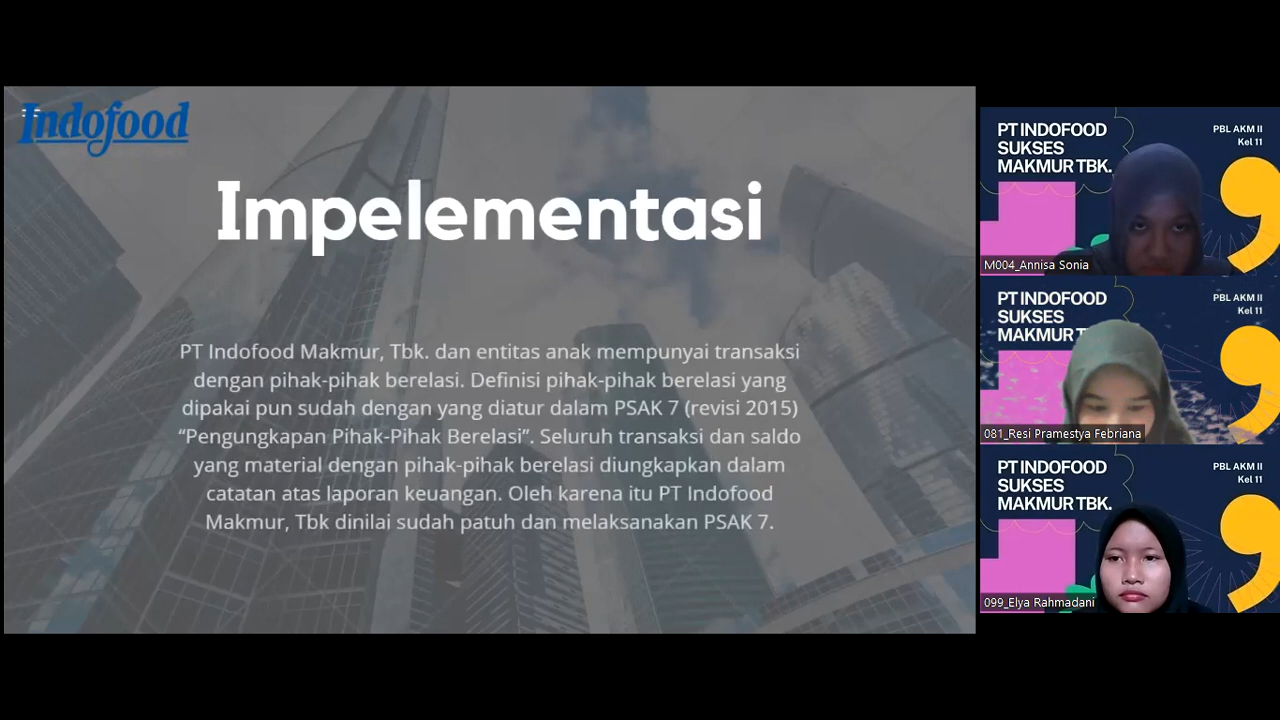 Indofood
Impelementasi
PT Indofood Makmur, Tbk. dan entitas anak mempunyai transaksi
dengan pihak-pihak berelasi. Definisi pihak-pihak berelasi yang
dipakai pun sudah dengan yang diatur dalam PSAK 7 (revisi 2015)
“Pengungkapan Pihak-Pihak Berelasi”. Seluruh transaksi dan saldo
yang material dengan pihak-pihak berelasi diungkapkan dalam
catatan atas laporan keuangan. Oleh karena itu PT Indofood
Makmur, Tbk dinilai sudah patuh dan melaksanakan PSAK 7.
PT INDOFOOD
SUKSES
MAKMUR TBK.
PBL AKM II
Kel 11
M004_Annisa Sonia
PT INDOFOOD
SUKSES
MAKMUR T
PBL AKM II
Kel 11
081_Resi Pramestya Febriana
PT INDOFOOD
SUKSES
MAKMUR TBK.
PBL AKM II
Kel 11
099_Elya Rahmadani